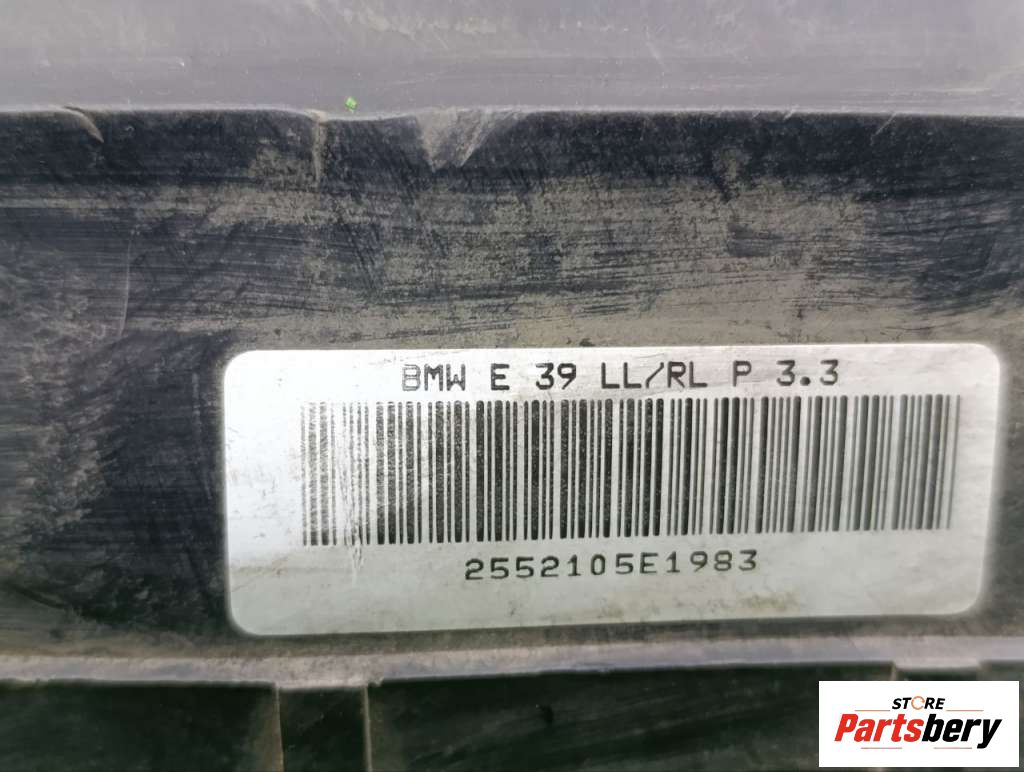 BMW E 39 LL/RL P 3.3
2552105E1983
STORE
Partsbery